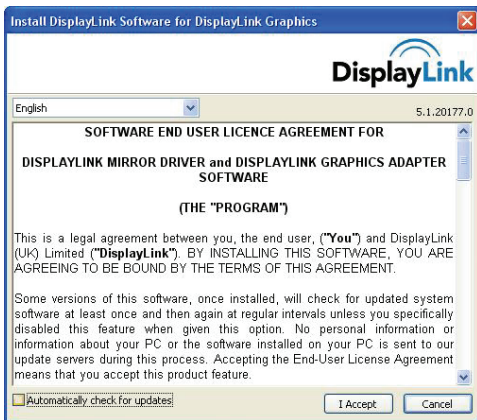 Install DisplayLink Software for DisplayLink Graphics
DisplayLink
English
5.1.20177.0
SOFTWARE END USER LICENCE AGREEMENT FOR
DISPLAYLINK MIRROR DRIVER and DISPLAYLINK GRAPHICS ADAPTER
SOFTWARE
(THE "PROGRAM")
This is a legal agreement between you, the end user, ("You") and DisplayLink
(UK) Limited ("DisplayLink"). BY INSTALLING THIS SOFTWARE, YOU ARE
AGREEING TO BE BOUND BY THE TERMS OF THIS AGREEMENT.
Some versions of this software, once installed, will check for updated system
software at least once and then again at regular intervals unless you specifically
disabled this feature when given this option. No personal information or
information about your PC or the software installed on your PC is sent to our
update servers during this process. Accepting the End-User License Agreement
means that you accept this product feature.
Automatically check for updates
I Accept
Cancel